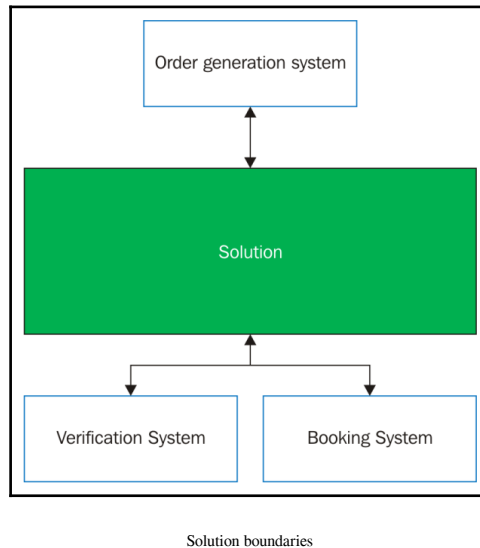 Order generation system
Solution
Verification System
Booking System
Solution boundaries